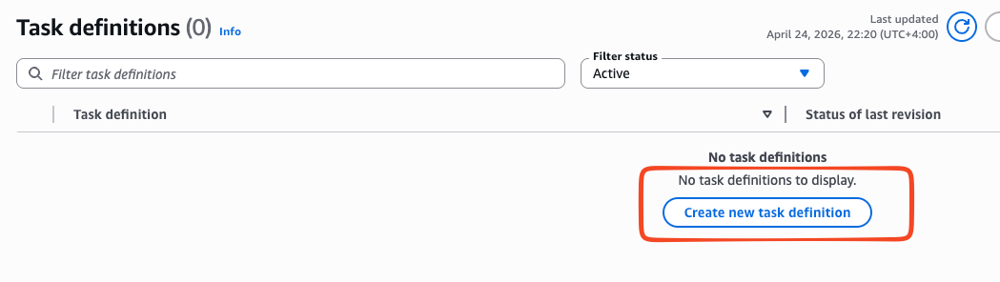 Task definitions (0) Info
Last updated
April 24, 2026, 22:20 (UTC+4:00)
Filter task definitions
Filter status
Active
Task definition
Status of last revision
No task definitions
No task definitions to display.
Create new task definition